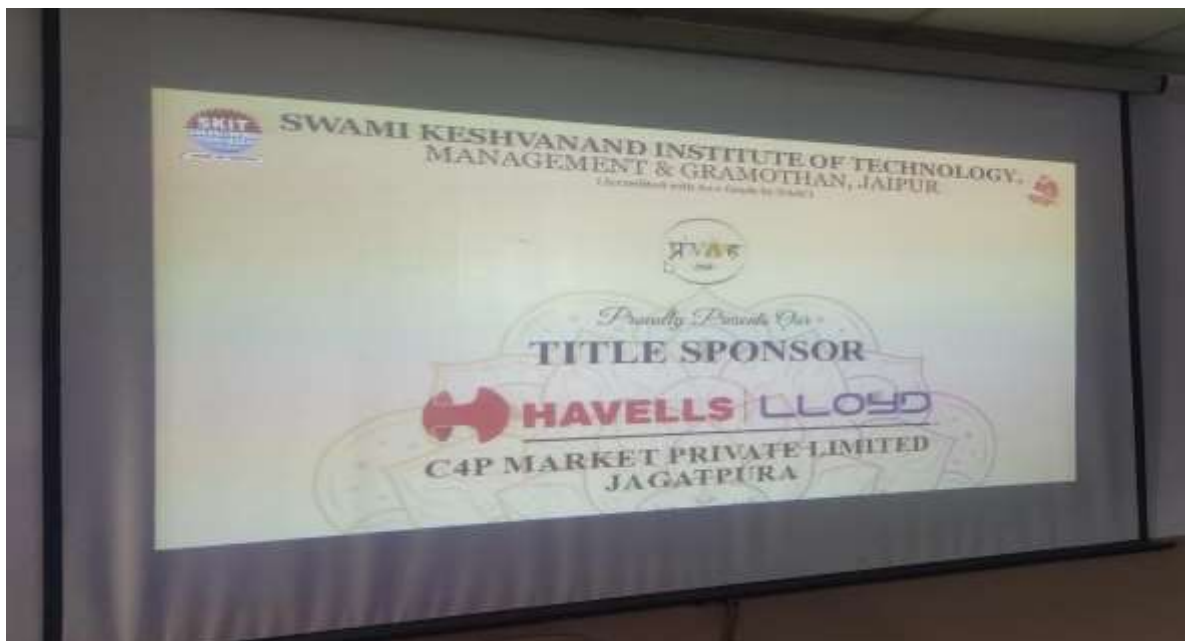 SKIT
SWAMI KESHVANAND INSTITUTE OF TECHNOLOGY,
MANAGEMENT & GRAMOTHAN, JAIPUR
Proudly Presents Our
TITLE SPONSOR
HAVELLS LLOYD
C4P MARKET PRIVATE LIMITED
JAGATPURA